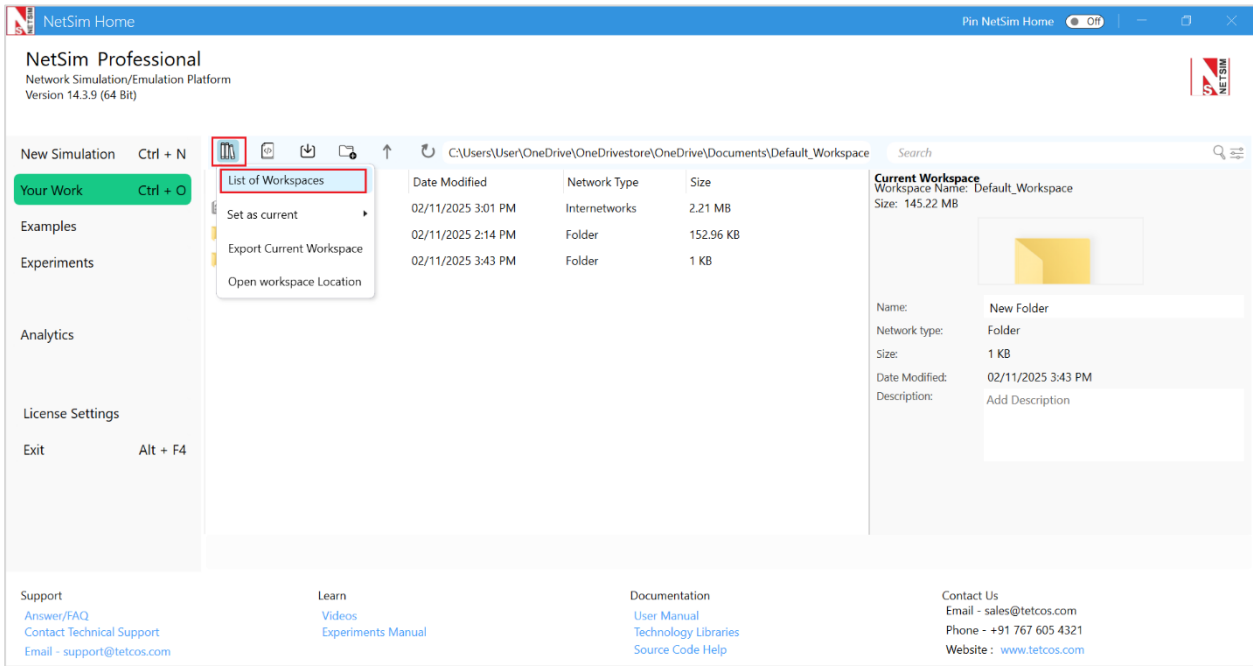 NETSIM NetSim Home Pin NetSim Home Off
NetSim Professional
Network Simulation/Emulation Platform
Version 14.3.9 (64 Bit)
NETSIM
New Simulation Ctrl + N
Your Work Ctrl + O
Examples
Experiments
Analytics
License Settings
Exit Alt + F4
C:\Users\User\OneDrive\OneDrivestore\OneDrive\Documents\Default_Workspace Search
List of Workspaces
Set as current
Export Current Workspace
Open workspace Location
Date Modified Network Type Size
02/11/2025 3:01 PM Internetworks 2.21 MB
02/11/2025 2:14 PM Folder 152.96 KB
02/11/2025 3:43 PM Folder 1 KB
Current Workspace
Workspace Name: Default_Workspace
Size: 145.22 MB
Name: New Folder
Network type: Folder
Size: 1 KB
Date Modified: 02/11/2025 3:43 PM
Description: Add Description
Support
Answer/FAQ
Contact Technical Support
Email - support@tetcos.com
Learn
Videos
Experiments Manual
Documentation
User Manual
Technology Libraries
Source Code Help
Contact Us
Email - sales@tetcos.com
Phone - +91 767 605 4321
Website : www.tetcos.com